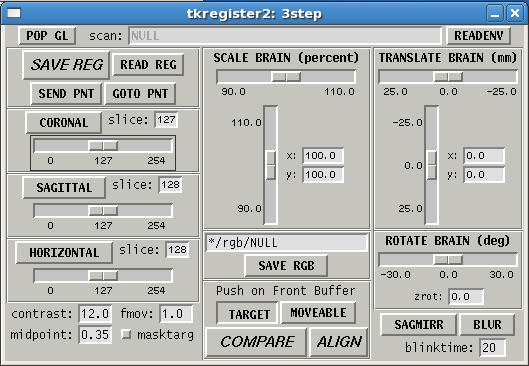 tkregister2: 3step
POP GL scan: NULL READENV
SAVE REG READ REG
SEND PNT GOTO PNT
CORONAL slice: 127
0 127 254
SAGITTAL slice: 128
0 127 254
HORIZONTAL slice: 128
0 127 254
contrast: 12.0 fmov: 1.0
midpoint: 0.35 masktarg
SCALE BRAIN (percent)
90.0 110.0
110.0
x: 100.0
y: 100.0
90.0
*/rgb/NULL
SAVE RGB
Push on Front Buffer
TARGET MOVEABLE
COMPARE ALIGN
TRANSLATE BRAIN (mm)
25.0 0.0 -25.0
-25.0
x: 0.0
0.0
y: 0.0
25.0
ROTATE BRAIN (deg)
-30.0 0.0 30.0
zrot: 0.0
SAGMIRR BLUR
blinktime: 20